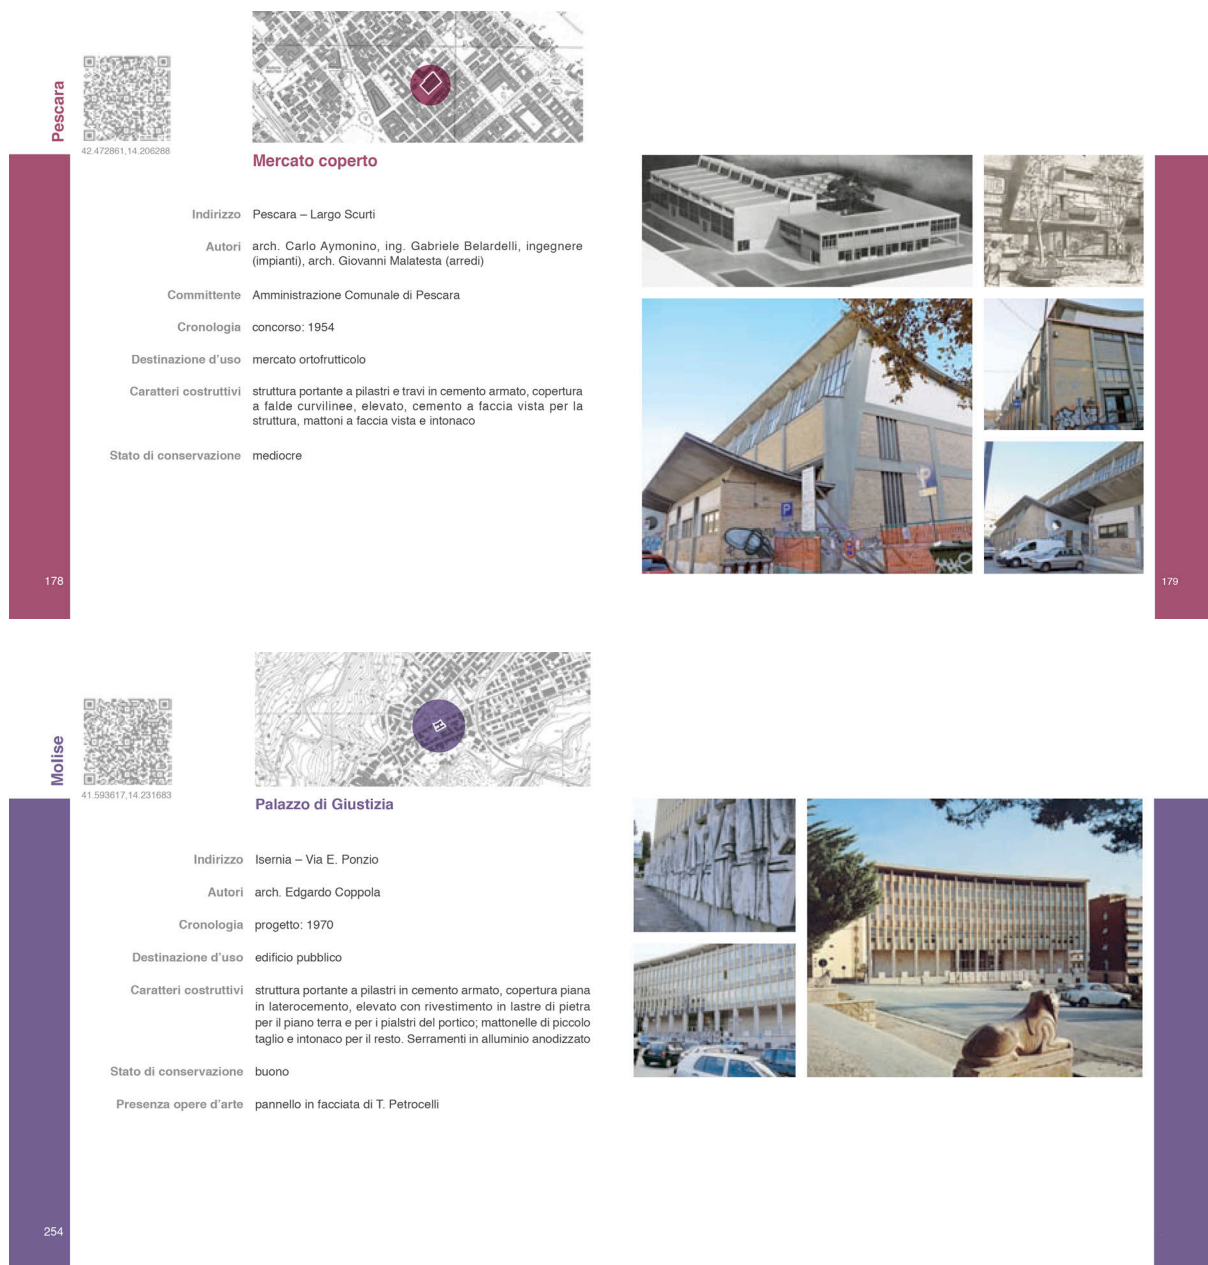 Pescara
42.472861,14.206288
Mercato coperto
Indirizzo Pescara – Largo Scurti
Autori arch. Carlo Aymonino, ing. Gabriele Belardelli, ingegnere
(impianti), arch. Giovanni Malatesta (arredi)
Committente Amministrazione Comunale di Pescara
Cronologia concorso: 1954
Destinazione d'uso mercato ortofrutticolo
Caratteri costruttivi struttura portante a pilastri e travi in cemento armato, copertura
a falde curvilinee, elevato, cemento a faccia vista per la
struttura, mattoni a faccia vista e intonaco
Stato di conservazione mediocre
178
P
179
Molise
41.593617,14.231683
Palazzo di Giustizia
Indirizzo Isernia – Via E. Ponzio
Autori arch. Edgardo Coppola
Cronologia progetto: 1970
Destinazione d'uso edificio pubblico
Caratteri costruttivi struttura portante a pilastri in cemento armato, copertura piana
in laterocemento, elevato con rivestimento in lastre di pietra
per il piano terra e per i pialstri del portico; mattonelle di piccolo
taglio e intonaco per il resto. Serramenti in alluminio anodizzato
Stato di conservazione buono
Presenza opere d'arte pannello in facciata di T. Petrocelli
254